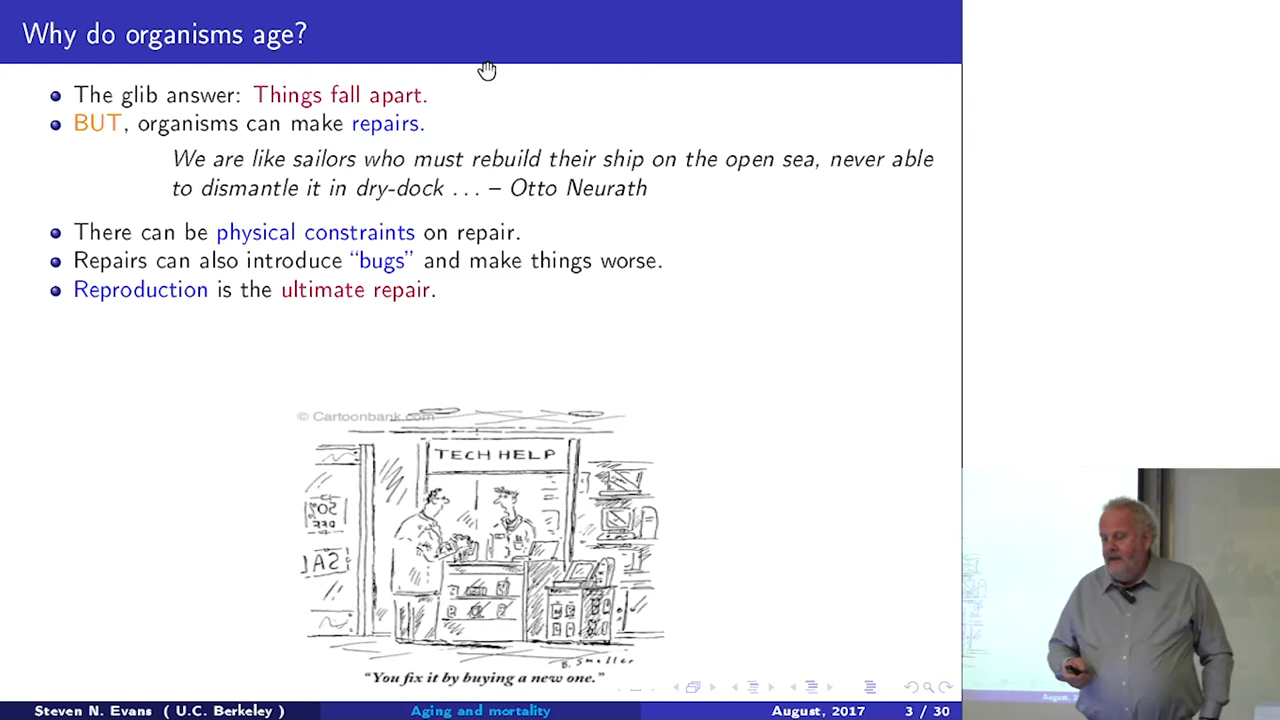 Why do organisms age?
The glib answer: Things fall apart.
BUT, organisms can make repairs.
We are like sailors who must rebuild their ship on the open sea, never able
to dismantle it in dry-dock . . . – Otto Neurath
There can be physical constraints on repair.
Repairs can also introduce “bugs” and make things worse.
Reproduction is the ultimate repair.
© Cartoonbank.com
TECH HELP
"You fix it by buying a new one."
Steven N. Evans ( U.C. Berkeley )
Aging and mortality
August, 2017
3 / 30